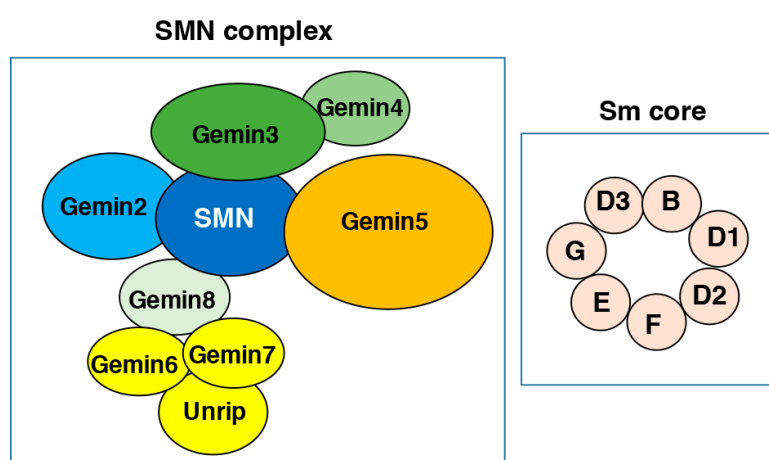 SMN complex
Gemin4
Gemin3
Gemin2
SMN
Gemin5
Gemin8
Gemin6
Gemin7
Unrip
Sm core
D3
B
G
D1
E
D2
F